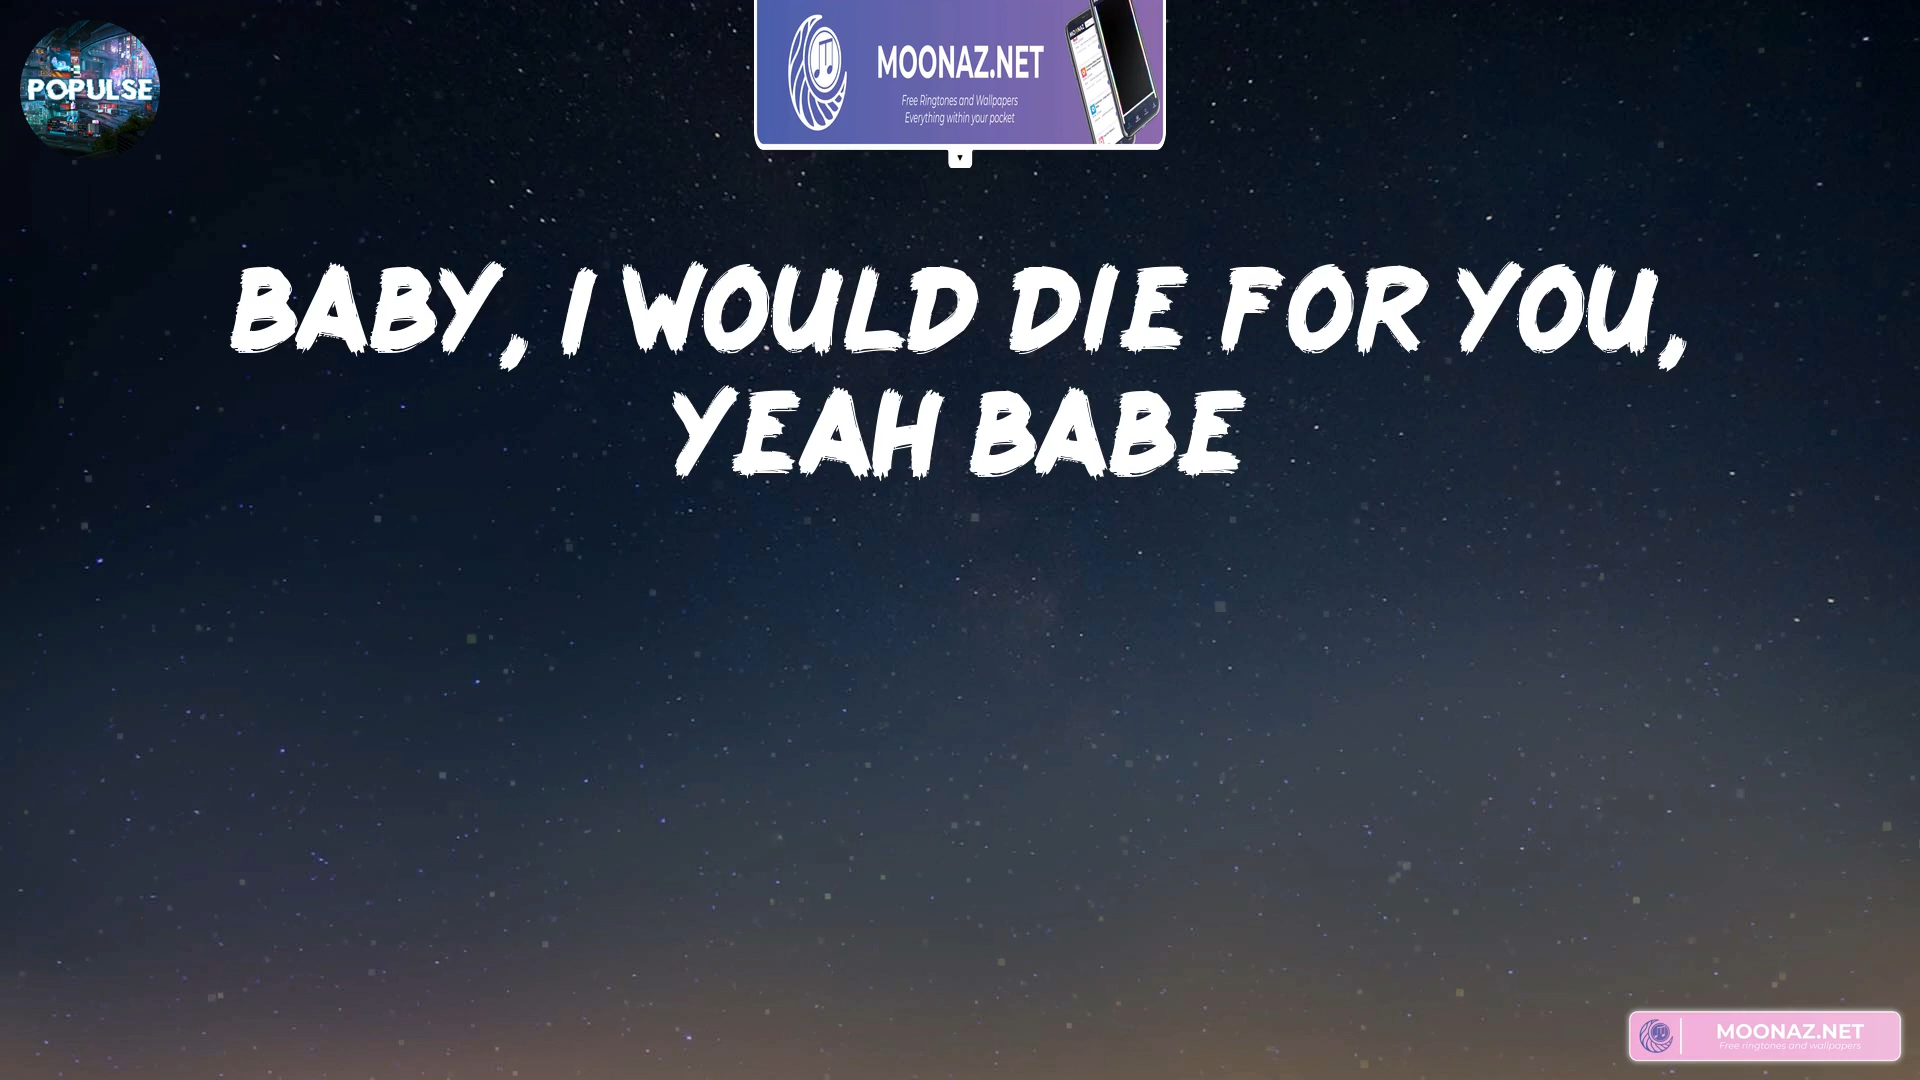 POPULSE
MOONAZ.NET
Free Ringtones and Wallpapers
Everything within your pocket
BABY, I WOULD DIE FOR YOU,
YEAH BABE
MOONAZ.NET
Free ringtones and wallpapers